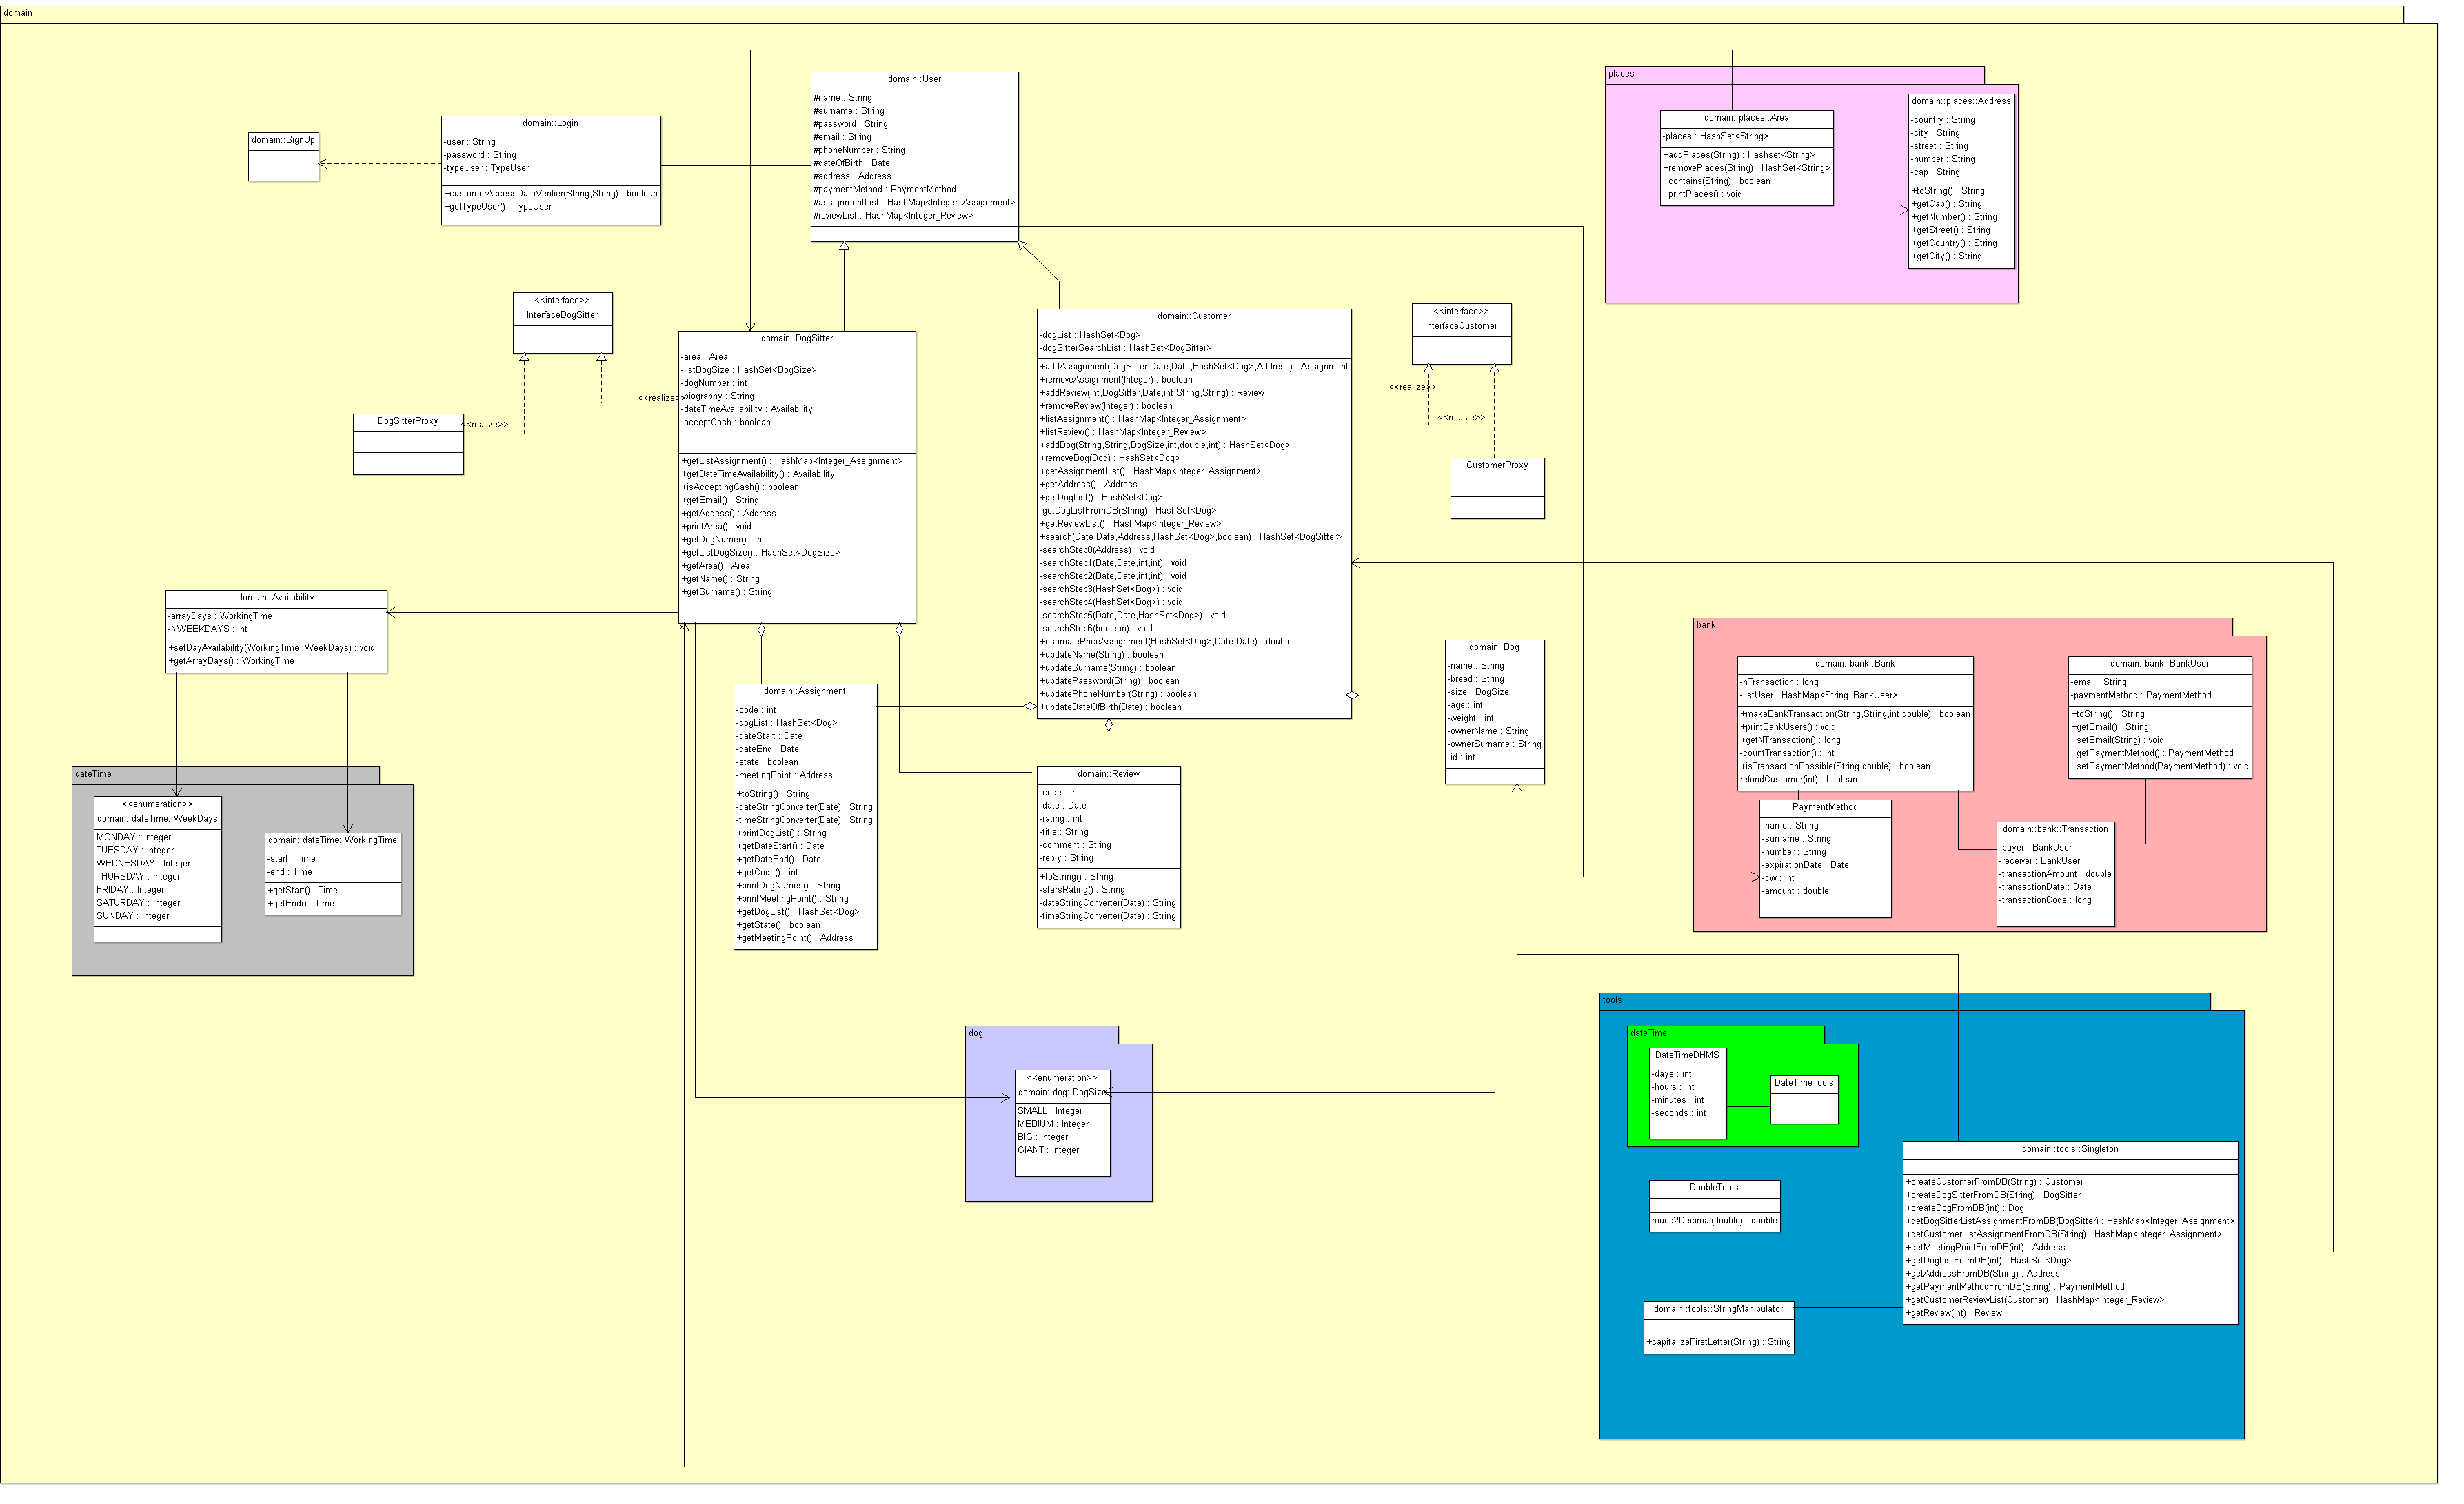 domain
domain::User
#name : String
#surname : String
#password : String
#email : String
#phoneNumber : String
#dateOfBirth : Date
#address : Address
#paymentMethod : PaymentMethod
#assignmentList : HashMap<Integer_Assignment>
#reviewList : HashMap<Integer_Review>
domain::SignUp
domain::Login
-user : String
-password : String
-typeUser : TypeUser
+customerAccessDataVerifier(String,String) : boolean
+getTypeUser() : TypeUser
places
domain::places::Area
-places : HashSet<String>
+addPlaces(String) : Hashset<String>
+removePlaces(String) : HashSet<String>
+contains(String) : boolean
+printPlaces() : void
domain::places::Address
-country : String
-city : String
-street : String
-number : String
-cap : String
+toString() : String
+getCap() : String
+getNumber() : String
+getStreet() : String
+getCountry() : String
+getCity() : String
<<interface>>
InterfaceDogSitter
<<realize>>
DogSitterProxy
<<realize>>
domain::DogSitter
-area : Area
-listDogSize : HashSet<DogSize>
-dogNumber : int
-biography : String
-dateTimeAvailability : Availability
-acceptCash : boolean
+getListAssignment() : HashMap<Integer_Assignment>
+getDateTimeAvailability() : Availability
+isAcceptingCash() : boolean
+getEmail() : String
+getAddess() : Address
+printArea() : void
+getDogNumer() : int
+getListDogSize() : HashSet<DogSize>
+getArea() : Area
+getName() : String
+getSurname() : String
domain::Customer
-dogList : HashSet<Dog>
-dogSitterSearchList : HashSet<DogSitter>
+addAssignment(DogSitter,Date,Date,HashSet<Dog>,Address) : Assignment
+removeAssignment(Integer) : boolean
+addReview(int,DogSitter,Date,int,String,String) : Review
+removeReview(Integer) : boolean
+listAssignment() : HashMap<Integer_Assignment>
+listReview() : HashMap<Integer_Review>
+addDog(String,String,DogSize,int,double,int) : HashSet<Dog>
+removeDog(Dog) : HashSet<Dog>
+getAssignmentList() : HashMap<Integer_Assignment>
+getAddress() : Address
+getDogList() : HashSet<Dog>
-getDogListFromDB(String) : HashSet<Dog>
+getReviewList() : HashMap<Integer_Review>
+search(Date,Date,Address,HashSet<Dog>,boolean) : HashSet<DogSitter>
-searchStep0(Address) : void
-searchStep1(Date,Date,int,int) : void
-searchStep2(Date,Date,int,int) : void
-searchStep3(HashSet<Dog>) : void
-searchStep4(HashSet<Dog>) : void
-searchStep5(Date,Date,HashSet<Dog>) : void
-searchStep6(boolean) : void
+estimatePriceAssignment(HashSet<Dog>,Date,Date) : double
+updateName(String) : boolean
+updateSurname(String) : boolean
+updatePassword(String) : boolean
+updatePhoneNumber(String) : boolean
+updateDateOfBirth(Date) : boolean
<<interface>>
InterfaceCustomer
<<realize>>
<<realize>>
CustomerProxy
domain::Availability
-arrayDays : WorkingTime
-NWEEKDAYS : int
+setDayAvailability(WorkingTime, WeekDays) : void
+getArrayDays() : WorkingTime
dateTime
<<enumeration>>
domain::dateTime::WeekDays
MONDAY : Integer
TUESDAY : Integer
WEDNESDAY : Integer
THURSDAY : Integer
FRIDAY : Integer
SATURDAY : Integer
SUNDAY : Integer
domain::dateTime::WorkingTime
-start : Time
-end : Time
+getStart() : Time
+getEnd() : Time
domain::Assignment
-code : int
-dogList : HashSet<Dog>
-dateStart : Date
-dateEnd : Date
-state : boolean
-meetingPoint : Address
+toString() : String
-dateStringConverter(Date) : String
-timeStringConverter(Date) : String
+printDogList() : String
+getDateStart() : Date
+getDateEnd() : Date
+getCode() : int
+printDogNames() : String
+printMeetingPoint() : String
+getDogList() : HashSet<Dog>
+getState() : boolean
+getMeetingPoint() : Address
domain::Review
-code : int
-date : Date
-rating : int
-title : String
-comment : String
-reply : String
+toString() : String
-starsRating() : String
-dateStringConverter(Date) : String
-timeStringConverter(Date) : String
domain::Dog
-name : String
-breed : String
-size : DogSize
-age : int
-weight : int
-ownerName : String
-ownerSurname : String
-id : int
bank
domain::bank::Bank
-nTransaction : long
-listUser : HashMap<String_BankUser>
+makeBankTransaction(String,String,int,double) : boolean
+printBankUsers() : void
+getNTransaction() : long
-countTransaction() : int
+isTransactionPossible(String,double) : boolean
refundCustomer(int) : boolean
domain::bank::BankUser
-email : String
-paymentMethod : PaymentMethod
+toString() : String
+getEmail() : String
+setEmail(String) : void
+getPaymentMethod() : PaymentMethod
+setPaymentMethod(PaymentMethod) : void
PaymentMethod
-name : String
-surname : String
-number : String
-expirationDate : Date
-cvv : int
-amount : double
domain::bank::Transaction
-payer : BankUser
-receiver : BankUser
-transactionAmount : double
-transactionDate : Date
-transactionCode : long
dog
<<enumeration>>
domain::dog::DogSize
SMALL : Integer
MEDIUM : Integer
BIG : Integer
GIANT : Integer
tools
dateTime
DateTimeDHMS
-days : int
-hours : int
-minutes : int
-seconds : int
DateTimeTools
DoubleTools
round2Decimal(double) : double
domain::tools::StringManipulator
+capitalizeFirstLetter(String) : String
domain::tools::Singleton
+createCustomerFromDB(String) : Customer
+createDogSitterFromDB(String) : DogSitter
+createDogFromDB(int) : Dog
+getDogSitterListAssignmentFromDB(DogSitter) : HashMap<Integer_Assignment>
+getCustomerListAssignmentFromDB(String) : HashMap<Integer_Assignment>
+getMeetingPointFromDB(int) : Address
+getDogListFromDB(int) : HashSet<Dog>
+getAddressFromDB(String) : Address
+getPaymentMethodFromDB(String) : PaymentMethod
+getCustomerReviewList(Customer) : HashMap<Integer_Review>
+getReview(int) : Review